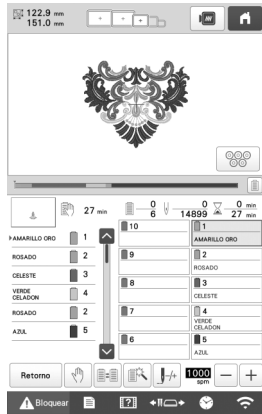 122.9 mm
151.0 mm
27 min
0
6
0
14899
0 min
27 min
AMARILLO ORO 1
ROSADO 2
CELESTE 3
VERDE CELADON 4
ROSADO 2
AZUL 5
10
1
AMARILLO ORO
9
2
ROSADO
8
3
CELESTE
7
4
VERDE
CELADON
6
5
AZUL
Retorno
1000
spm
− +
Bloquear